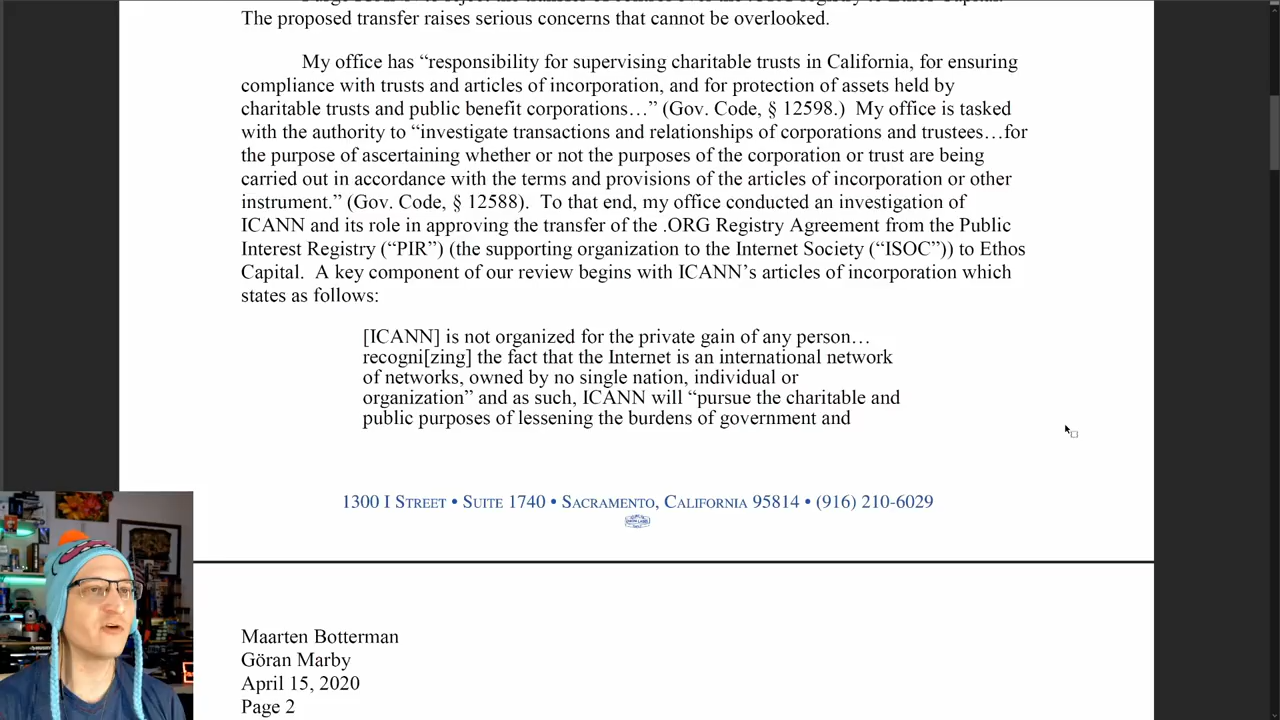 The proposed transfer raises serious concerns that cannot be overlooked.
My office has “responsibility for supervising charitable trusts in California, for ensuring
compliance with trusts and articles of incorporation, and for protection of assets held by
charitable trusts and public benefit corporations…” (Gov. Code, § 12598.)  My office is tasked
with the authority to “investigate transactions and relationships of corporations and trustees…for
the purpose of ascertaining whether or not the purposes of the corporation or trust are being
carried out in accordance with the terms and provisions of the articles of incorporation or other
instrument.” (Gov. Code, § 12588).  To that end, my office conducted an investigation of
ICANN and its role in approving the transfer of the .ORG Registry Agreement from the Public
Interest Registry (“PIR”) (the supporting organization to the Internet Society (“ISOC”)) to Ethos
Capital.  A key component of our review begins with ICANN’s articles of incorporation which
states as follows:
[ICANN] is not organized for the private gain of any person…
recogni[zing] the fact that the Internet is an international network
of networks, owned by no single nation, individual or
organization” and as such, ICANN will “pursue the charitable and
public purposes of lessening the burdens of government and
1300 I Street • Suite 1740 • Sacramento, California 95814 • (916) 210-6029
Maarten Botterman
Göran Marby
April 15, 2020
Page 2